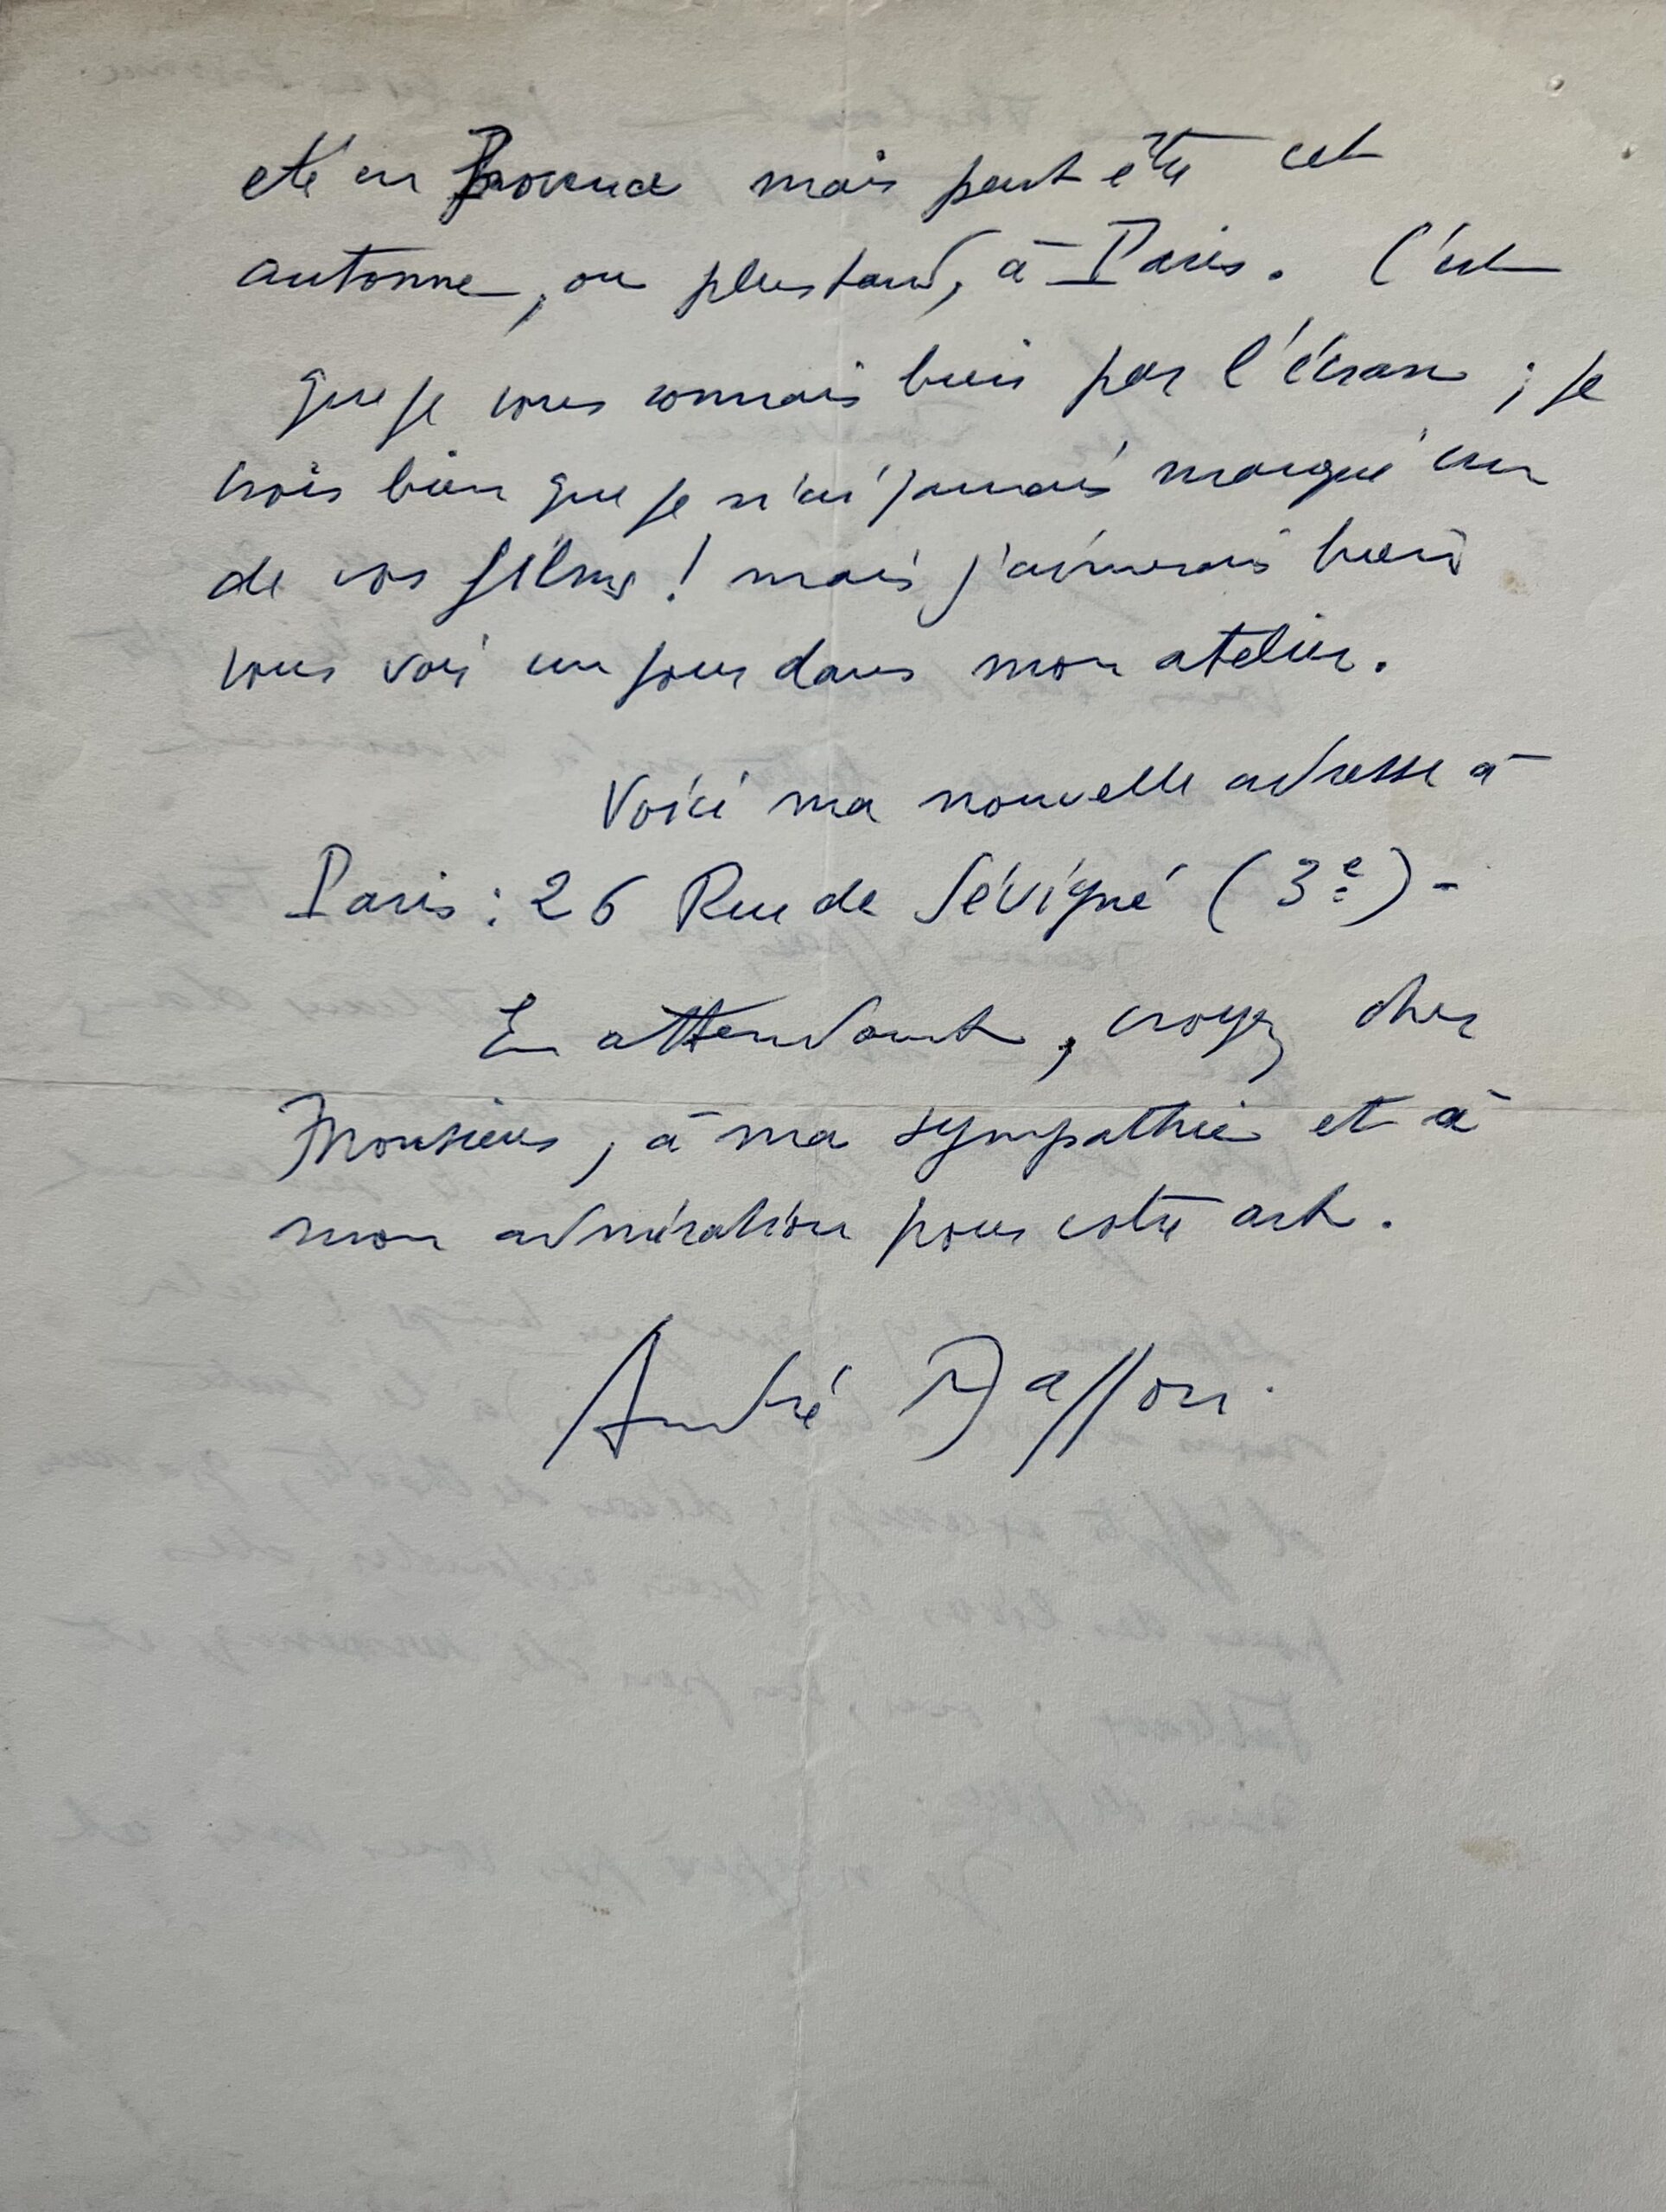 été en Provence mais peut être cet
automne, ou plus tard, à Paris. C'est
que je vous connais bien par l'écran ; je
crois bien que je n'ai jamais manqué un
de vos films ! mais j'aimerais bien
vous voir un jour dans mon atelier.
Voici ma nouvelle adresse à
Paris : 26 Rue de Sévigné (3e) -
En attendant, croyez cher
Monsieur, à ma sympathie et à
mon admiration pour votre art.
André